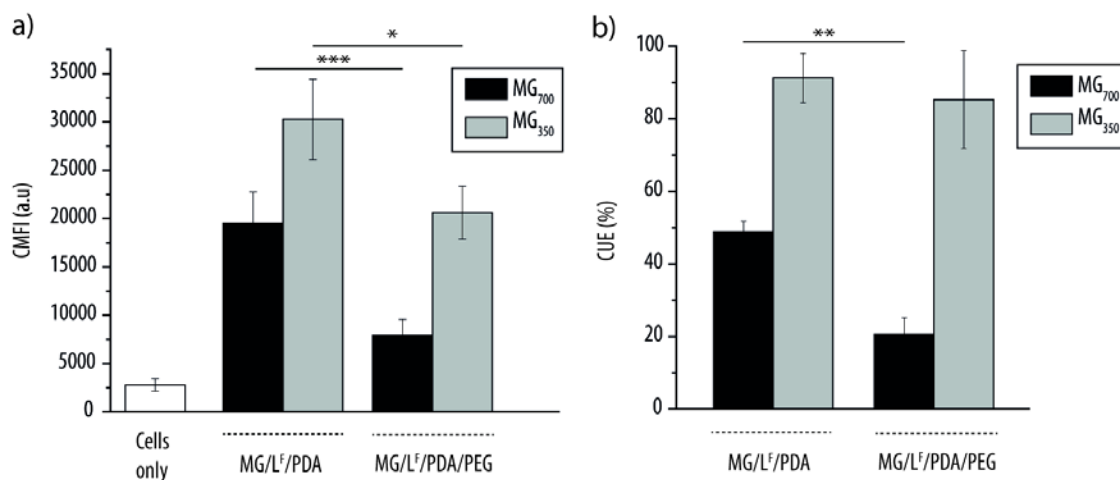 a)
CMFI (a.u)
35000
30000
25000
20000
15000
10000
5000
0
*
***
MG700
MG350
Cells
only
MG/LF/PDA
MG/LF/PDA/PEG
b)
CUE (%)
100
80
60
40
20
0
**
MG700
MG350
MG/LF/PDA
MG/LF/PDA/PEG